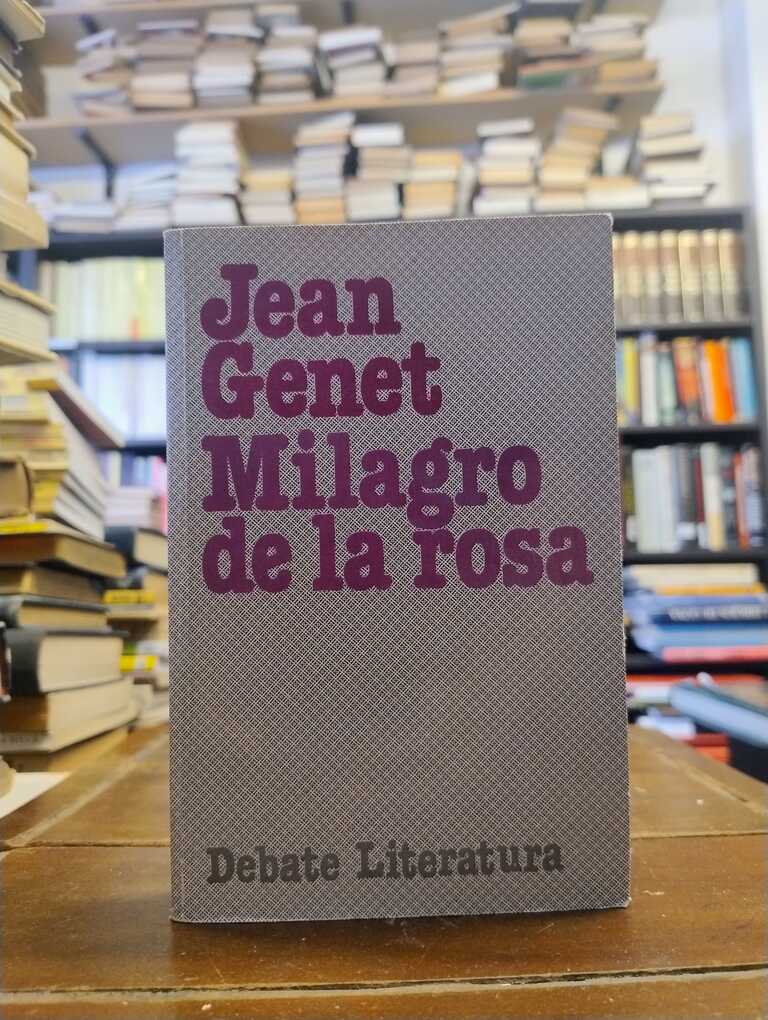 Jean
Genet
Milagro
de la rosa
Debate Literatura